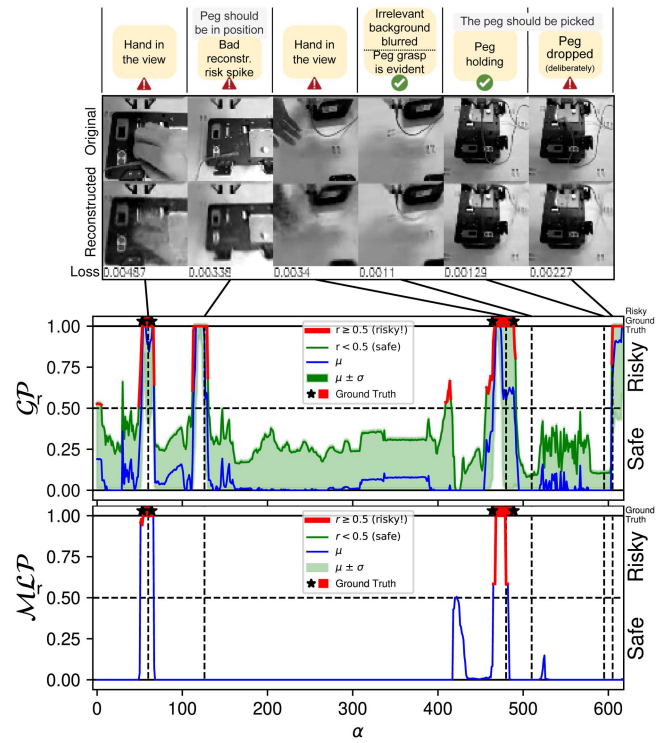 Peg should
be in position
Irrelevant
background
blurred
The peg should be picked
Hand in
the view
Bad
reconstr.
risk spike
Hand in
the view
Peg grasp
is evident
Peg
holding
Peg
dropped
(deliberately)
Original
Reconstructed
Loss
0.00487
0.00338
0.0034
0.0011
0.00129
0.00227
Risky
Ground
Truth
1.00
0.75
0.50
0.25
0.00
GP
r ≥ 0.5 (risky!)
r < 0.5 (safe)
μ
μ ± σ
Ground Truth
Risky
Safe
Ground
Truth
1.00
0.75
0.50
0.25
0.00
MLP
r ≥ 0.5 (risky!)
r < 0.5 (safe)
μ
μ ± σ
Ground Truth
Risky
Safe
0
100
200
300
400
500
600
α